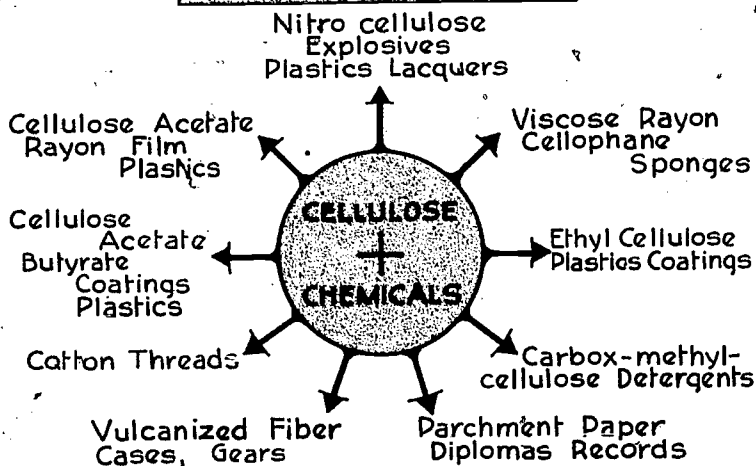 Nitro cellulose
Explosives
Plastics Lacquers
Viscose Rayon
Cellophane
Sponges
Ethyl Cellulose
Plastics Coatings
Carbox-methyl-
cellulose Detergents
Parchment Paper
Diplomas Records
Vulcanized Fiber
Cases, Gears
Cotton Threads
Cellulose
Acetate
Butyrate
Coatings
Plastics
Cellulose Acetate
Rayon Film
Plastics
CELLULOSE
+
CHEMICALS